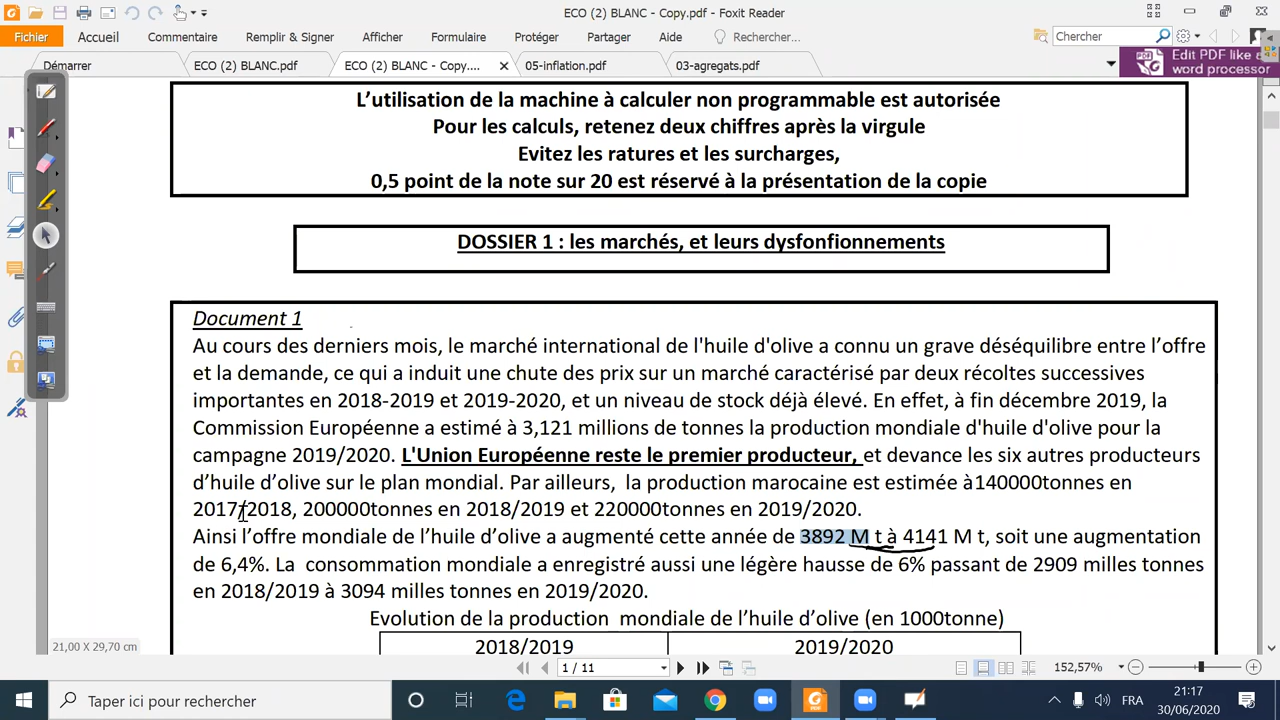 ECO (2) BLANC - Copy.pdf - Foxit Reader
Fichier Accueil Commentaire Remplir & Signer Afficher Formulaire Protéger Partager Aide Rechercher... Chercher
Démarrer ECO (2) BLANC.pdf ECO (2) BLANC - Copy.... 05-inflation.pdf 03-agregats.pdf
Edit PDF like a
word processor
L’utilisation de la machine à calculer non programmable est autorisée
Pour les calculs, retenez deux chiffres après la virgule
Evitez les ratures et les surcharges,
0,5 point de la note sur 20 est réservé à la présentation de la copie
DOSSIER 1 : les marchés, et leurs dysfonfionnements
Document 1
Au cours des derniers mois, le marché international de l'huile d'olive a connu un grave déséquilibre entre l’offre
et la demande, ce qui a induit une chute des prix sur un marché caractérisé par deux récoltes successives
importantes en 2018-2019 et 2019-2020, et un niveau de stock déjà élevé. En effet, à fin décembre 2019, la
Commission Européenne a estimé à 3,121 millions de tonnes la production mondiale d'huile d'olive pour la
campagne 2019/2020. L'Union Européenne reste le premier producteur, et devance les six autres producteurs
d’huile d’olive sur le plan mondial. Par ailleurs, la production marocaine est estimée à140000tonnes en
2017/2018, 200000tonnes en 2018/2019 et 220000tonnes en 2019/2020.
Ainsi l’offre mondiale de l’huile d’olive a augmenté cette année de 3892 M t à 4141 M t, soit une augmentation
de 6,4%. La consommation mondiale a enregistré aussi une légère hausse de 6% passant de 2909 milles tonnes
en 2018/2019 à 3094 milles tonnes en 2019/2020.
Evolution de la production mondiale de l’huile d’olive (en 1000tonne)
2018/2019 2019/2020
21,00 X 29,70 cm
1 / 11
152,57%
Taper ici pour rechercher
FRA
21:17
30/06/2020